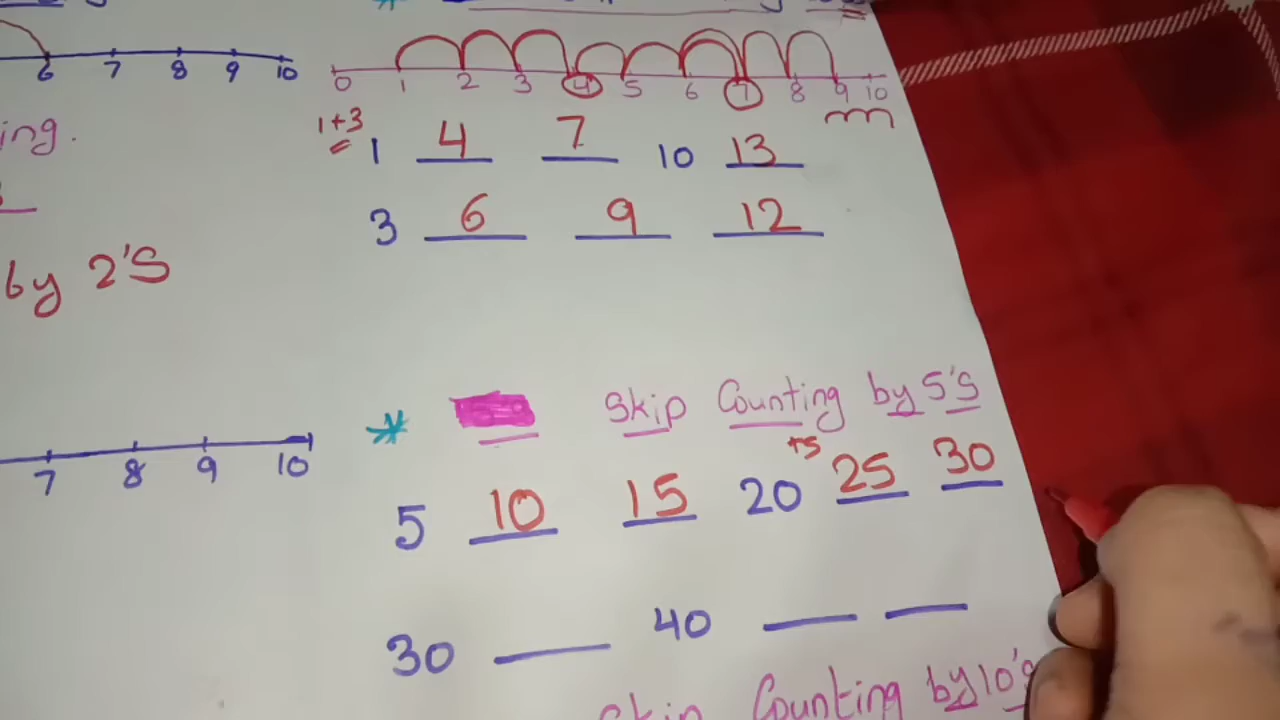 6 7 8 9 10
0 1 2 3 4 5 6 7 8 9 10
ing.
1+3
1 4 7 10 13
3 6 9 12
by 2'S
* Skip Counting by 5'S
+5
5 10 15 20 25 30
7 8 9 10
30 40
Skip Counting by 10's